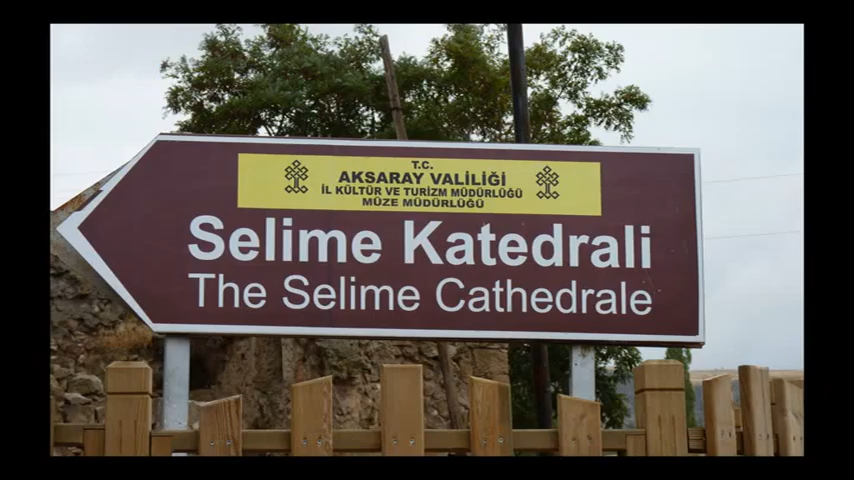 T.C.
AKSARAY VALİLİĞİ
İL KÜLTÜR VE TURİZM MÜDÜRLÜĞÜ
MÜZE MÜDÜRLÜĞÜ
Selime Katedrali
The Selime Cathedrale